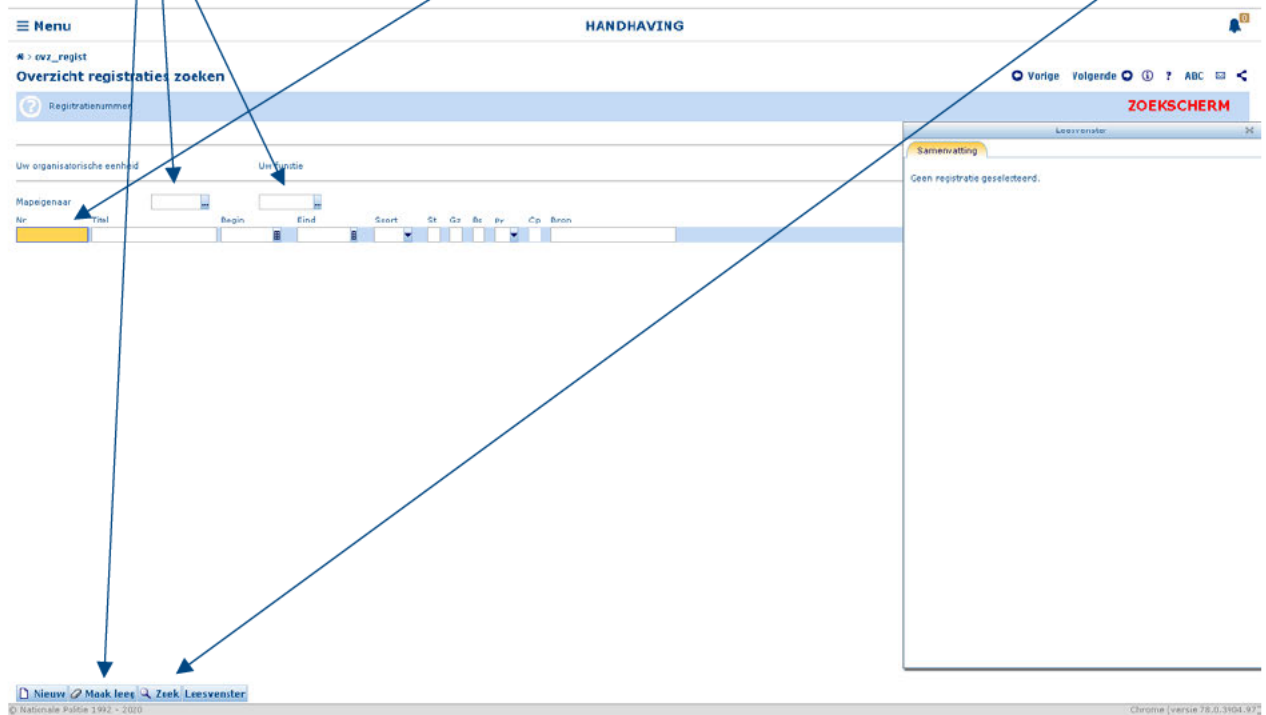 ≡ Menu HANDHAVING 0
> ovz_regist
Overzicht registraties zoeken Vorige Volgende ? ABC
? Registratienummer ZOEKSCHERM
Leesvenster
Samenvatting
Uw organisatorische eenheid Uw functie
Geen registratie geselecteerd.
Mapeigenaar ... ...
Nr Titel Begin Eind Soort St Gz Bs Pr Cp Bron
Nieuw Maak leeg Zoek Leesvenster
© Nationale Politie 1992 - 2020 Chrome [versie 78.0.3904.97]